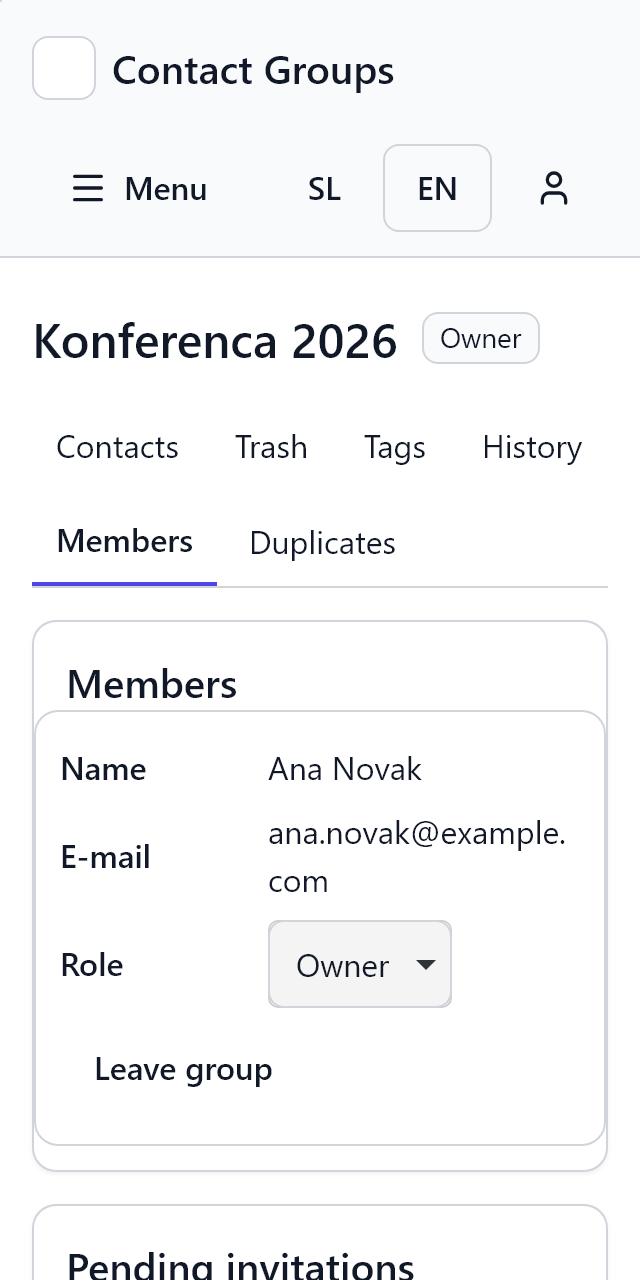 Contact Groups
Menu SL EN
Konferenca 2026 Owner
Contacts Trash Tags History
Members Duplicates
Members
Name Ana Novak
E-mail ana.novak@example.
com
Role Owner
Leave group
Pending invitations